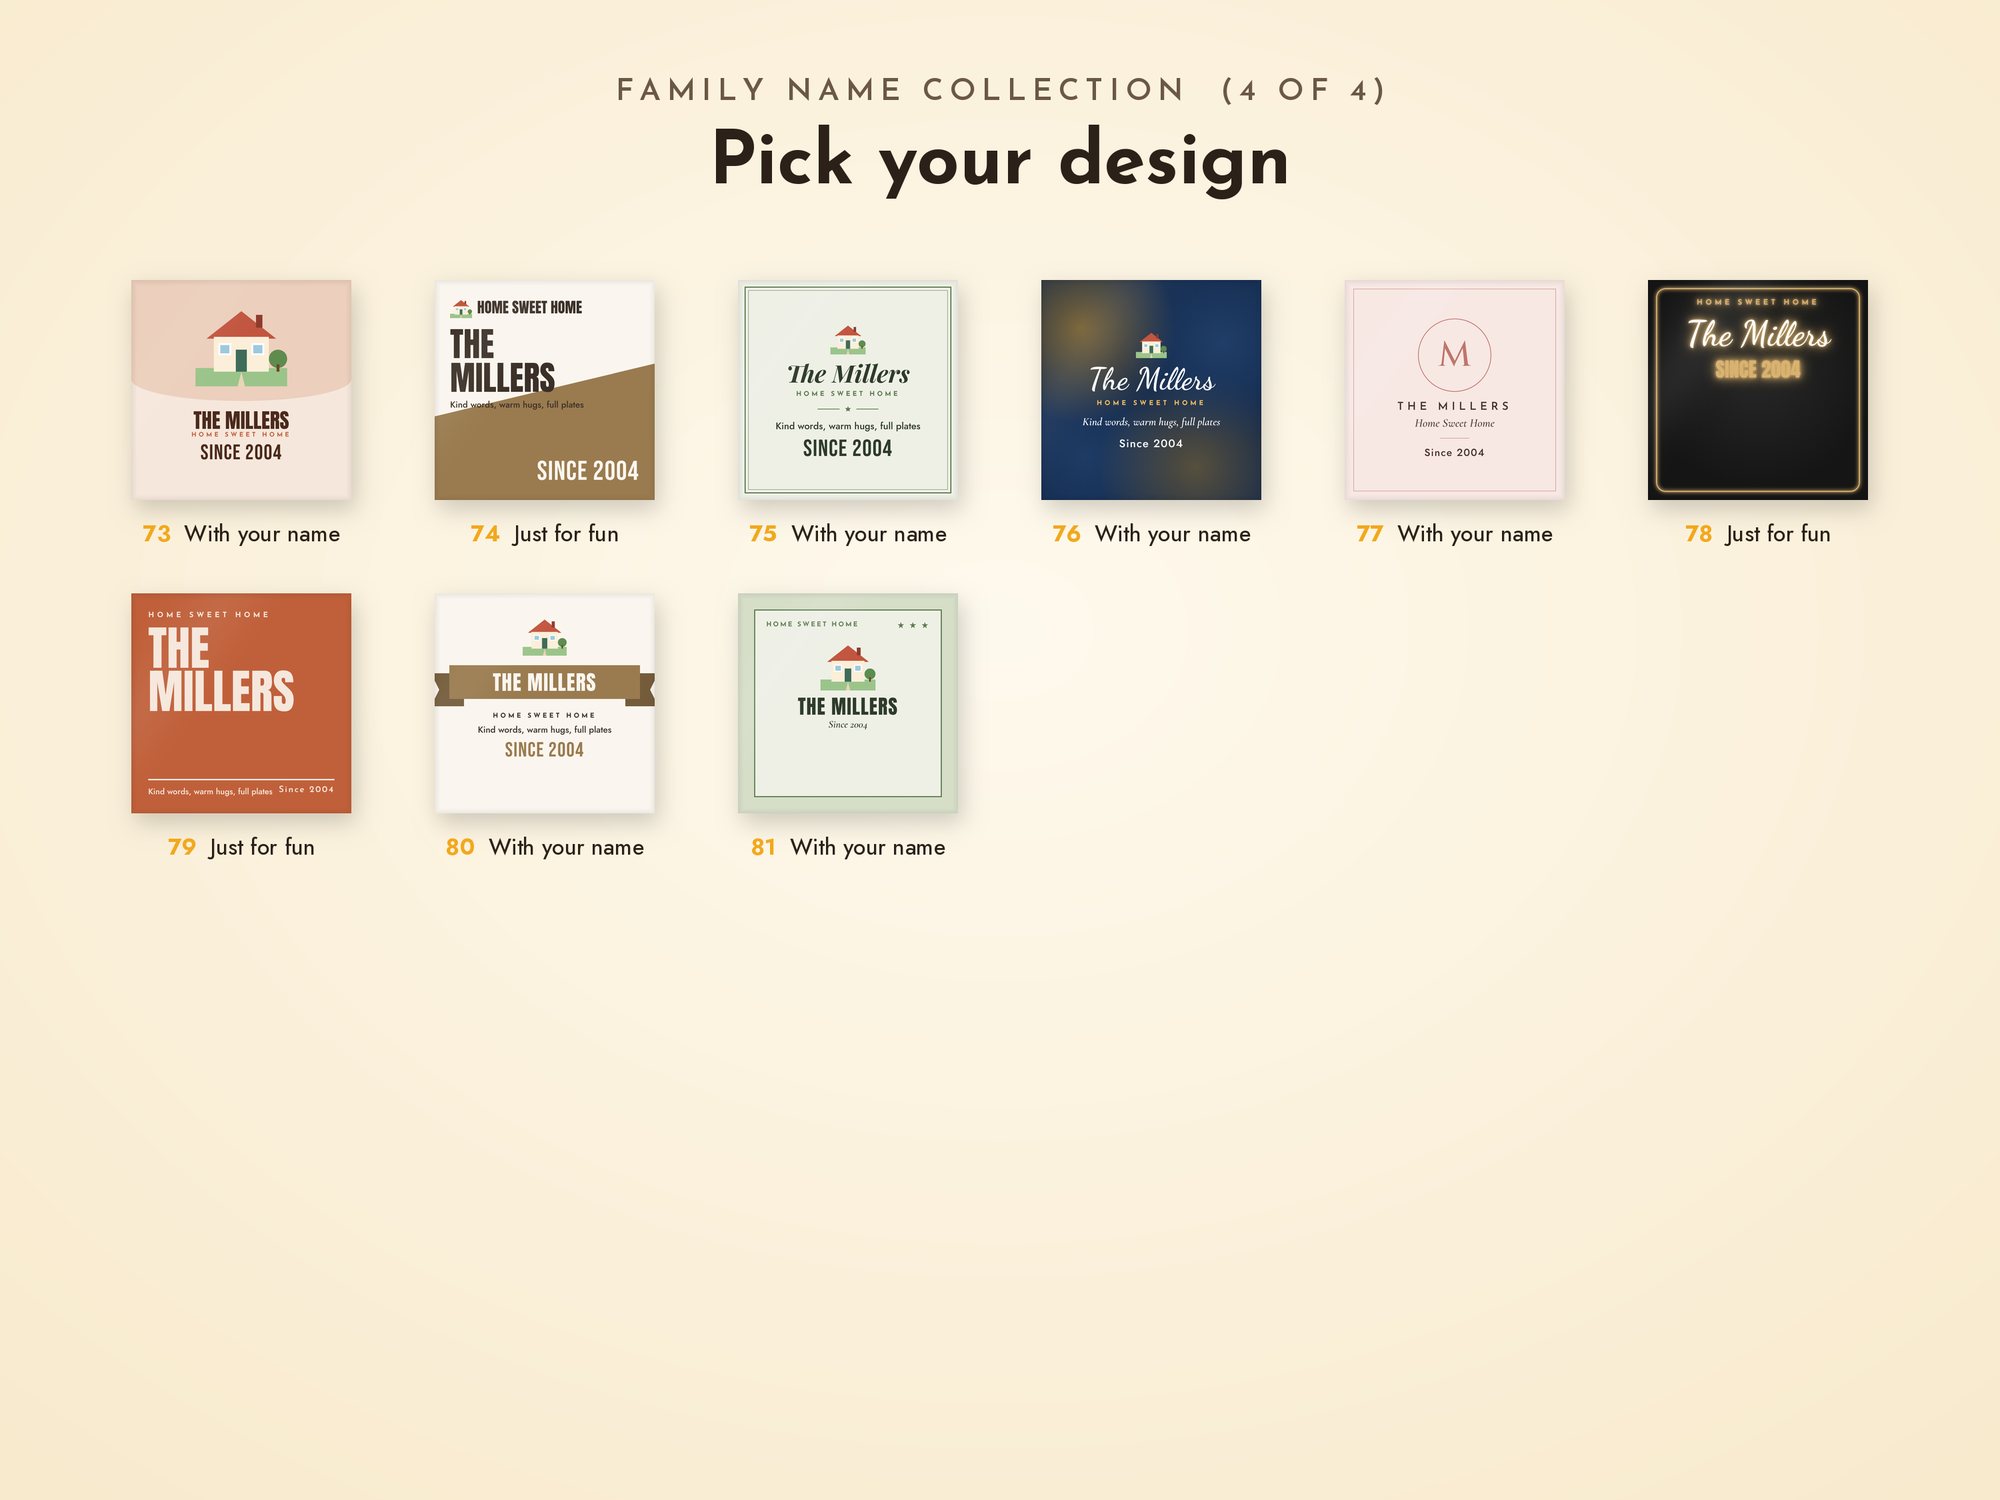 FAMILY NAME COLLECTION (4 OF 4)
Pick your design
THE MILLERS
HOME SWEET HOME
SINCE 2004
73 With your name
HOME SWEET HOME
THE
MILLERS
Kind words, warm hugs, full plates
SINCE 2004
74 Just for fun
The Millers
HOME SWEET HOME
Kind words, warm hugs, full plates
SINCE 2004
75 With your name
The Millers
HOME SWEET HOME
Kind words, warm hugs, full plates
Since 2004
76 With your name
M
THE MILLERS
Home Sweet Home
Since 2004
77 With your name
HOME SWEET HOME
The Millers
SINCE 2004
78 Just for fun
HOME SWEET HOME
THE
MILLERS
Kind words, warm hugs, full plates Since 2004
79 Just for fun
THE MILLERS
HOME SWEET HOME
Kind words, warm hugs, full plates
SINCE 2004
80 With your name
HOME SWEET HOME
THE MILLERS
Since 2004
81 With your name